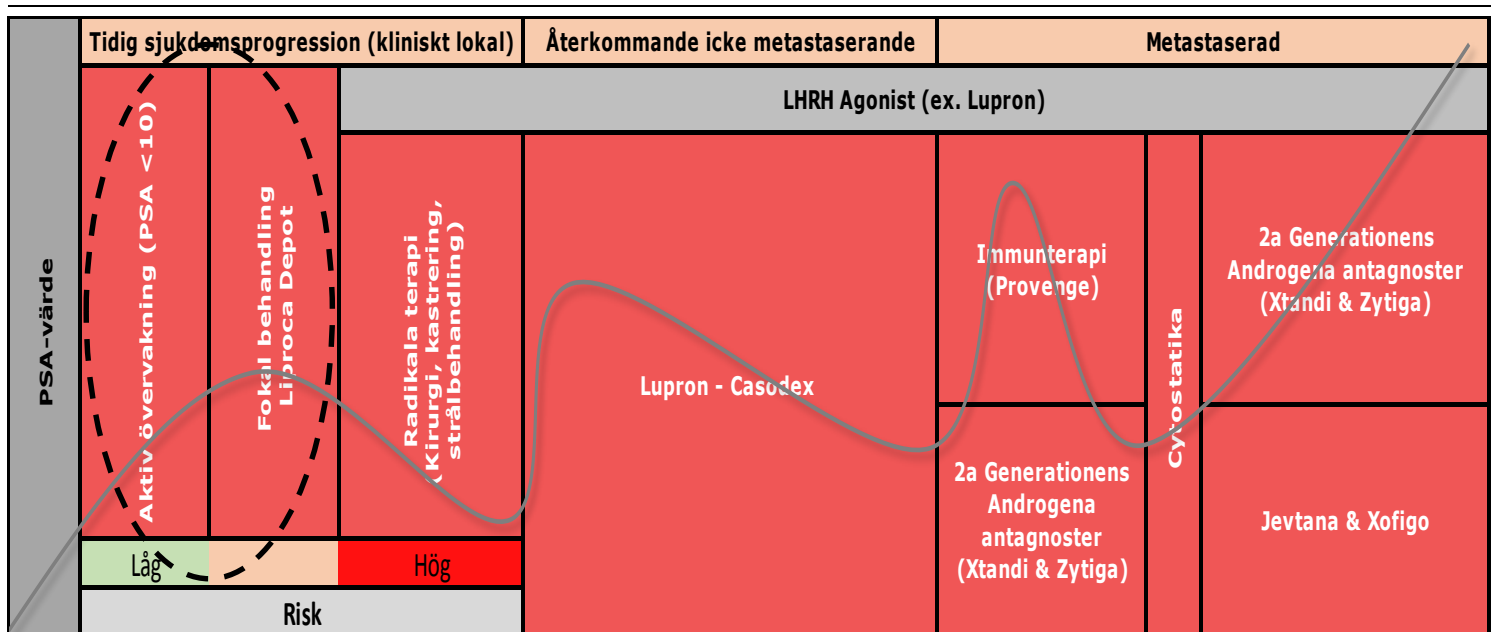 Tidig sjukdomsprogression (kliniskt lokal)
Återkommande icke metastaserande
Metastaserad
LHRH Agonist (ex. Lupron)
PSA-värde
Aktiv övervakning (PSA <10)
Fokal behandling
Liproca Depot
Radikala terapi
(Kirurgi, kastrering,
strålbehandling)
Lupron - Casodex
Immunterapi
(Provenge)
2a Generationens
Androgena
antagnoster
(Xtandi & Zytiga)
Cytostatika
2a Generationens
Androgena antagnoster
(Xtandi & Zytiga)
Jevtana & Xofigo
Låg
Hög
Risk